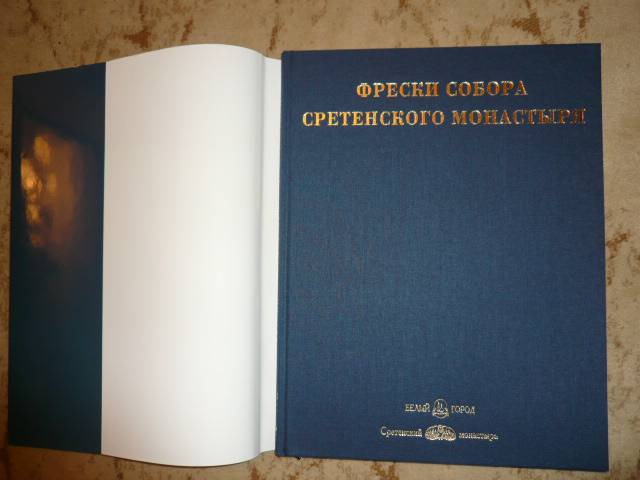 ФРЕСКИ СОБОРА
СРЕТЕНСКОГО МОНАСТЫРЯ
БЕЛЫЙ ГОРОД
Сретенский монастырь